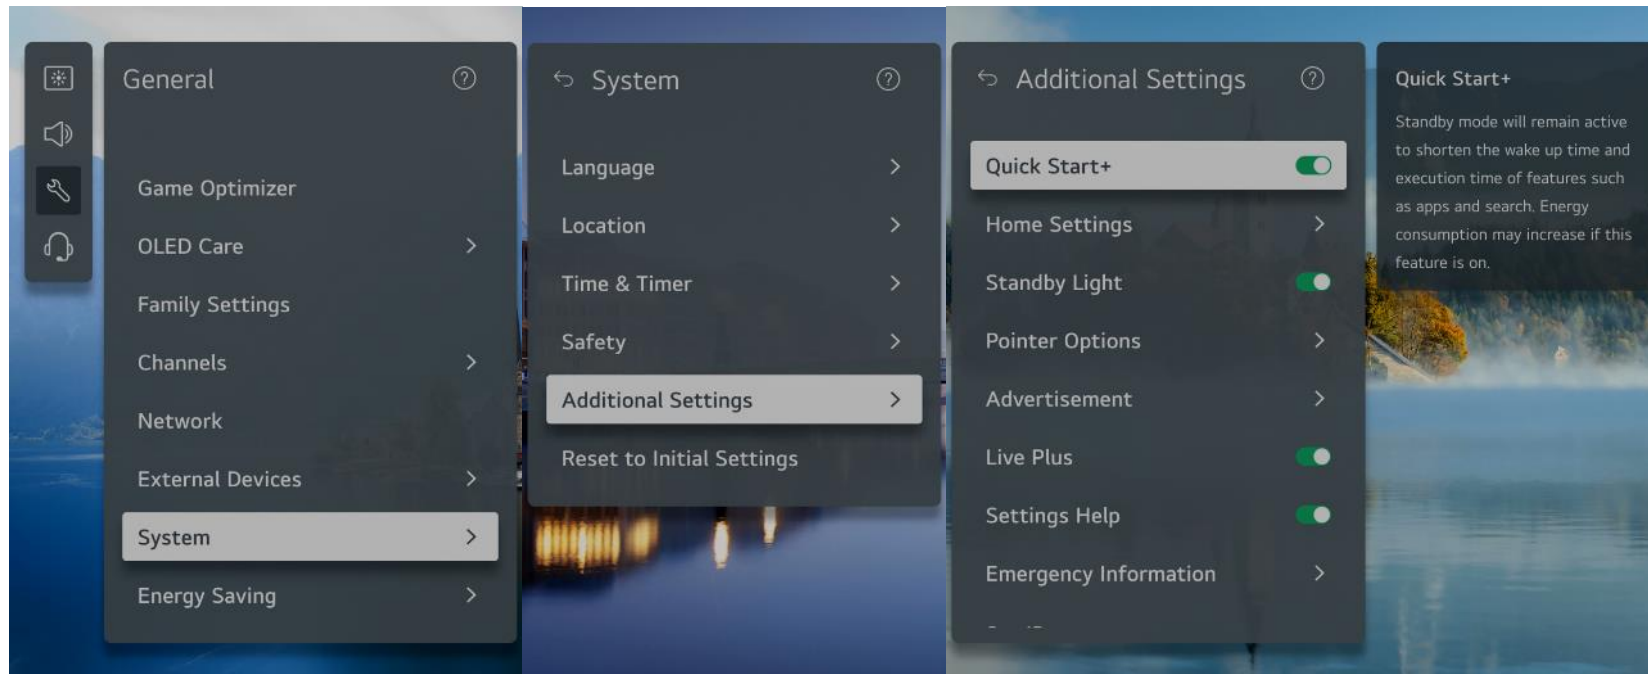 General
Game Optimizer
OLED Care
Family Settings
Channels
Network
External Devices
System
Energy Saving
System
Language
Location
Time & Timer
Safety
Additional Settings
Reset to Initial Settings
Additional Settings
Quick Start+
Home Settings
Standby Light
Pointer Options
Advertisement
Live Plus
Settings Help
Emergency Information
Quick Start+
Standby mode will remain active
to shorten the wake up time and
execution time of features such
as apps and search. Energy
consumption may increase if this
feature is on.